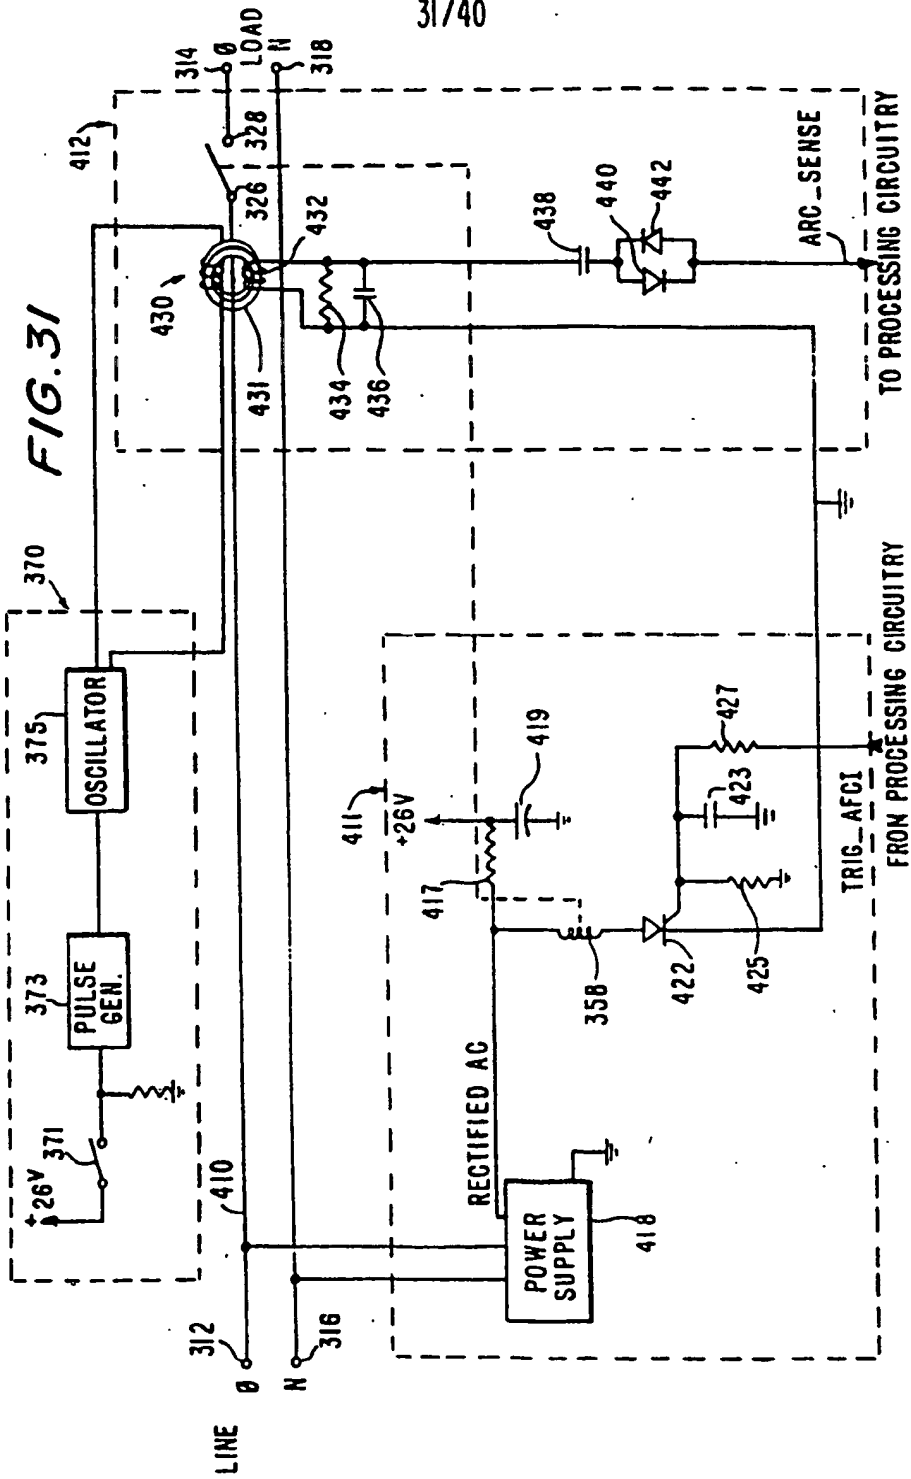 31/40
FIG. 31
370
+26V
371
373
PULSE
GEN.
375
OSCILLATOR
412
314
Ø
LOAD
N
318
328
326
430
432
431
434
436
438
440
442
ARC_SENSE
TO PROCESSING CIRCUITRY
LINE
312
Ø
N
316
410
411
+26V
417
419
RECTIFIED AC
POWER
SUPPLY
418
358
422
425
423
427
TRIG_AFCI
FRON PROCESSING CIRCUITRY